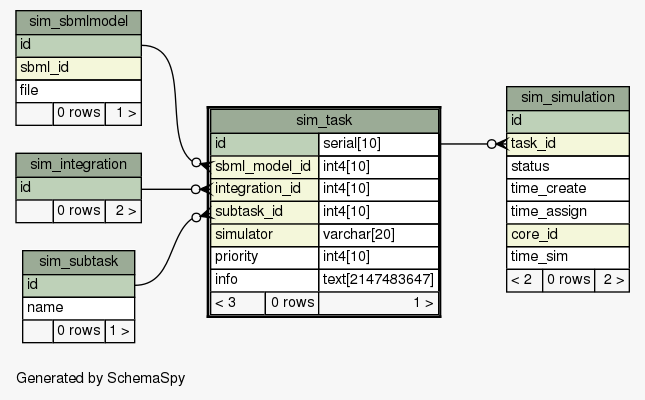 sim_sbmlmodel
id
sbml_id
file
0 rows 1 >
sim_integration
id
0 rows 2 >
sim_subtask
id
name
0 rows 1 >
sim_task
id serial[10]
sbml_model_id int4[10]
integration_id int4[10]
subtask_id int4[10]
simulator varchar[20]
priority int4[10]
info text[2147483647]
< 3 0 rows 1 >
sim_simulation
id
task_id
status
time_create
time_assign
core_id
time_sim
< 2 0 rows 2 >
Generated by SchemaSpy